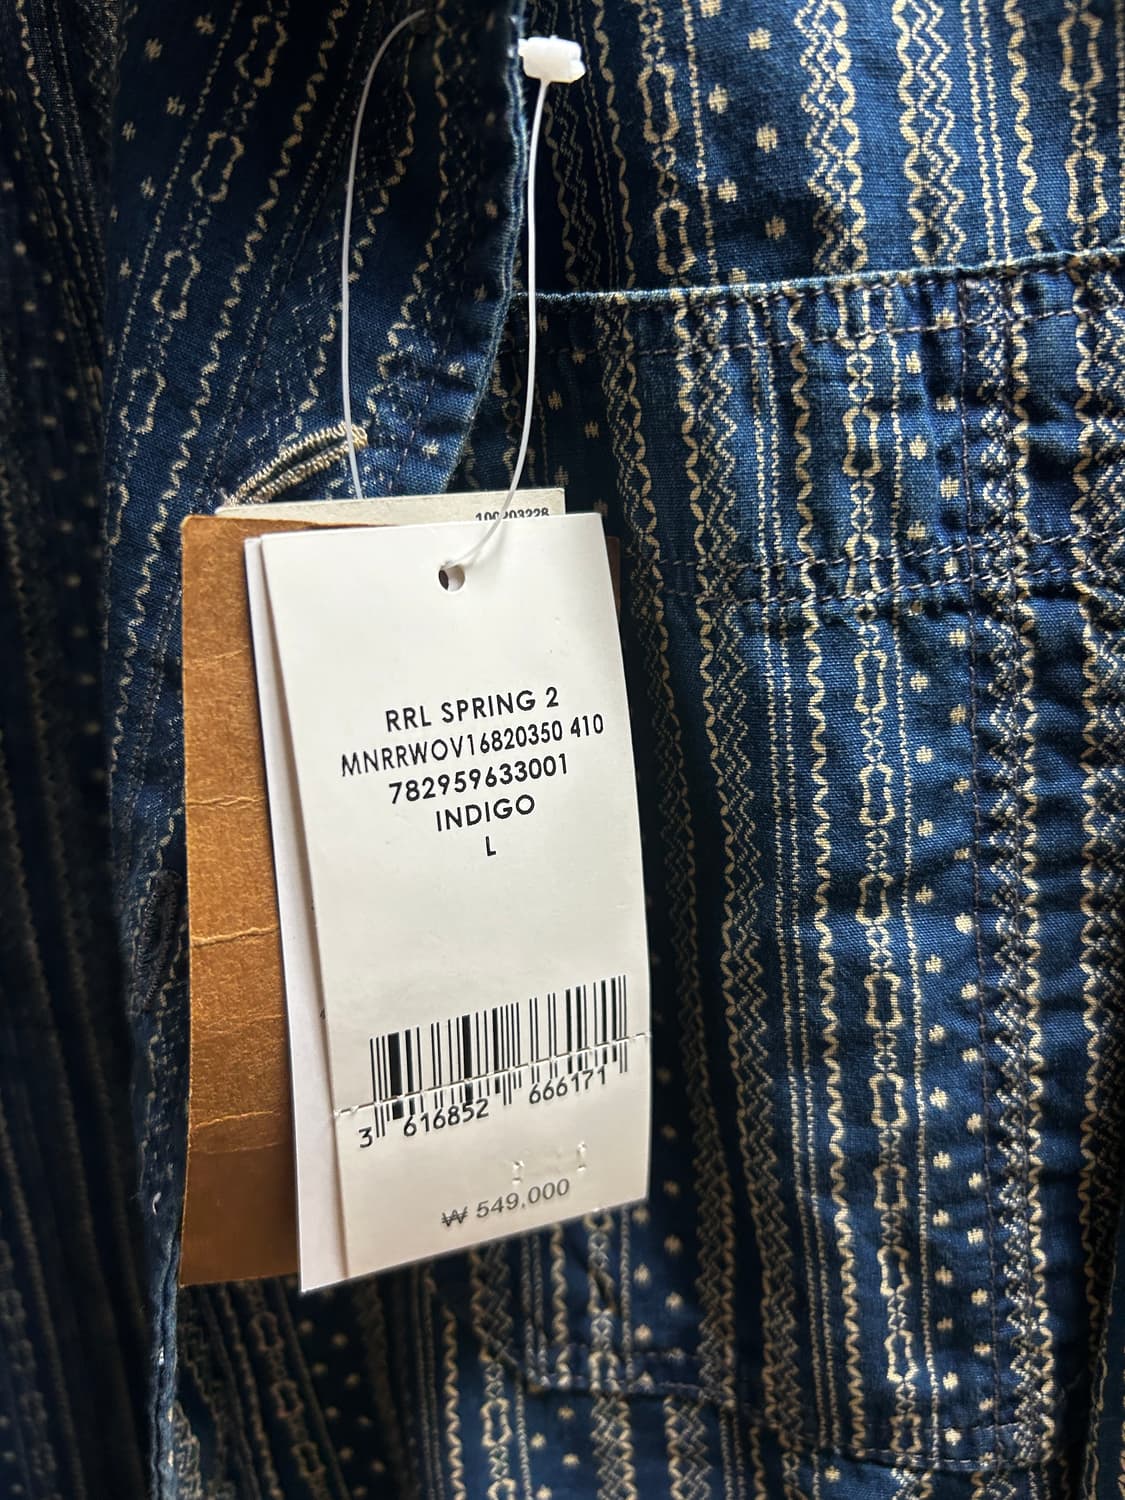 RRL SPRING 2
MNRRWOV16820350 410
782959633001
INDIGO
L
3 616852 666171
₩ 549,000